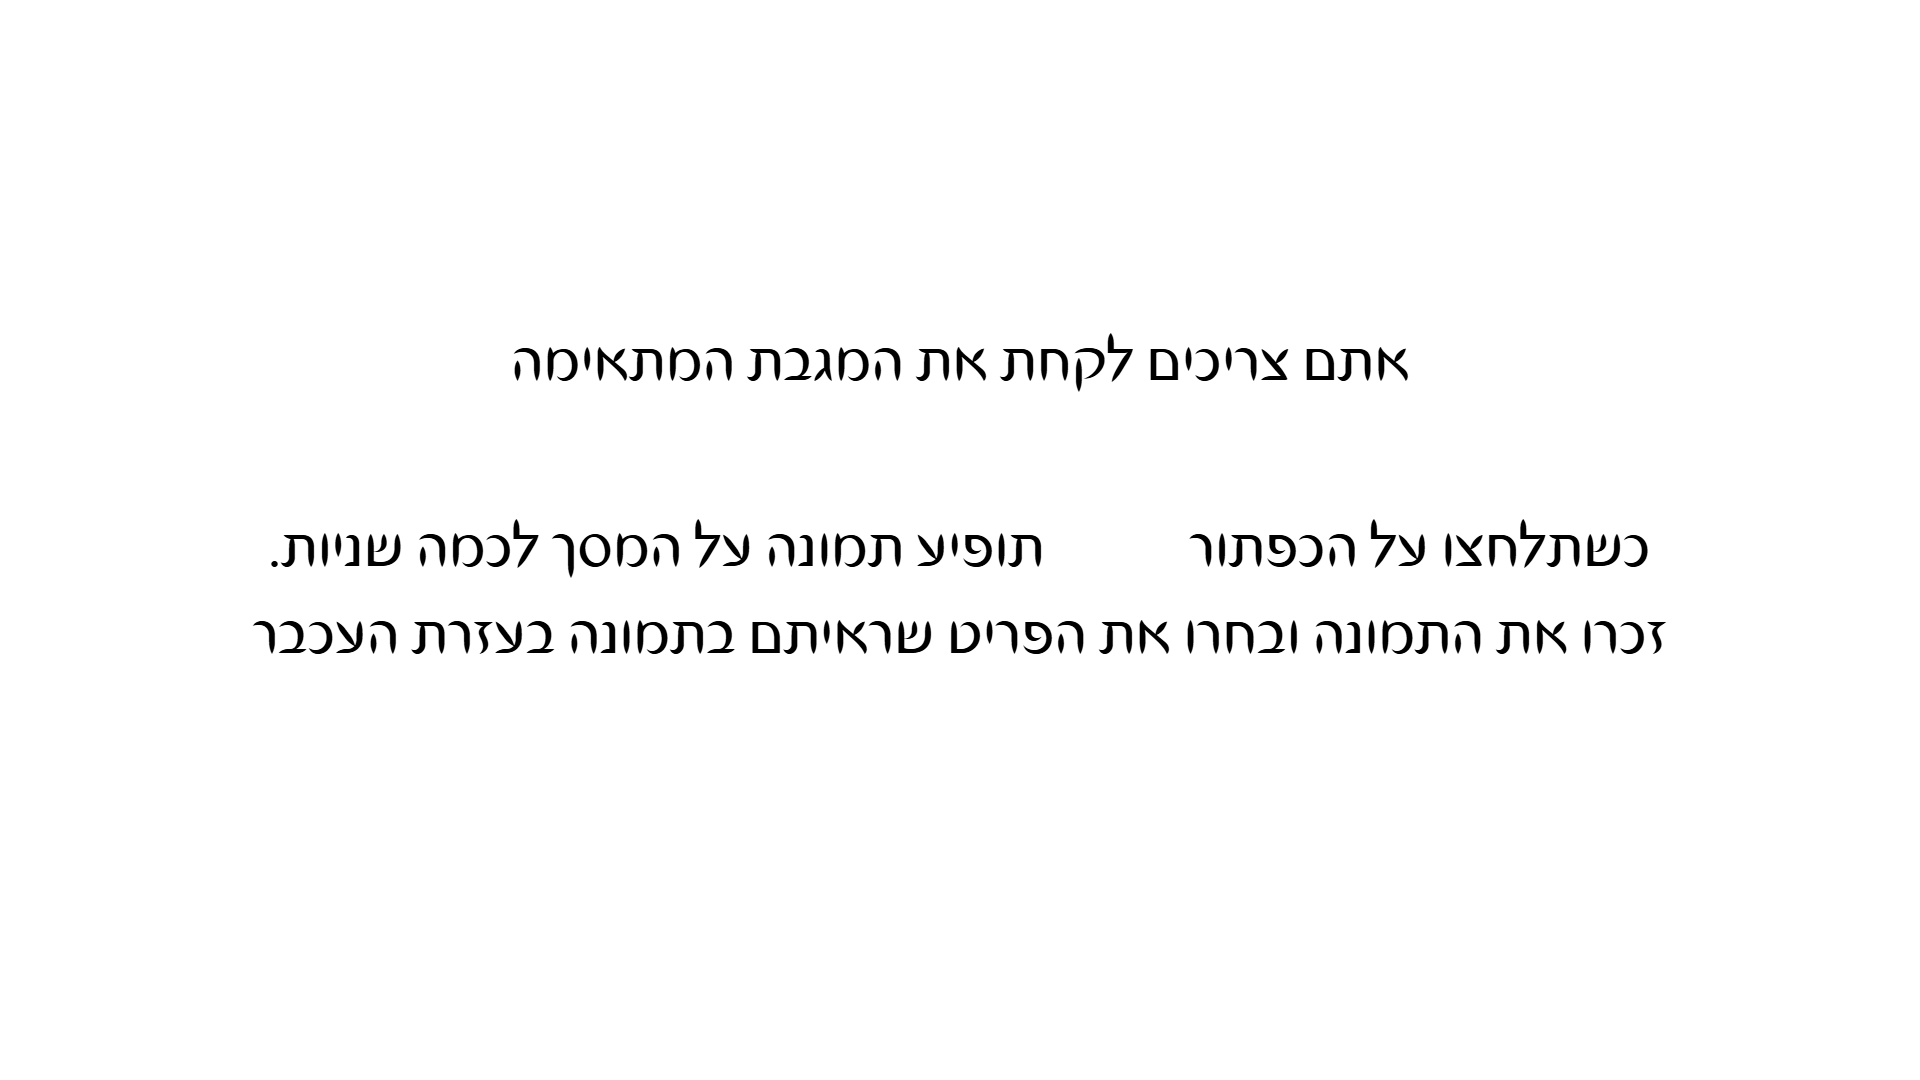 אתם צריכים לקחת את המגבת המתאימה
כשתלחצו על הכפתור תופיע תמונה על המסך לכמה שניות.
זכרו את התמונה ובחרו את הפריט שראיתם בתמונה בעזרת העכבר